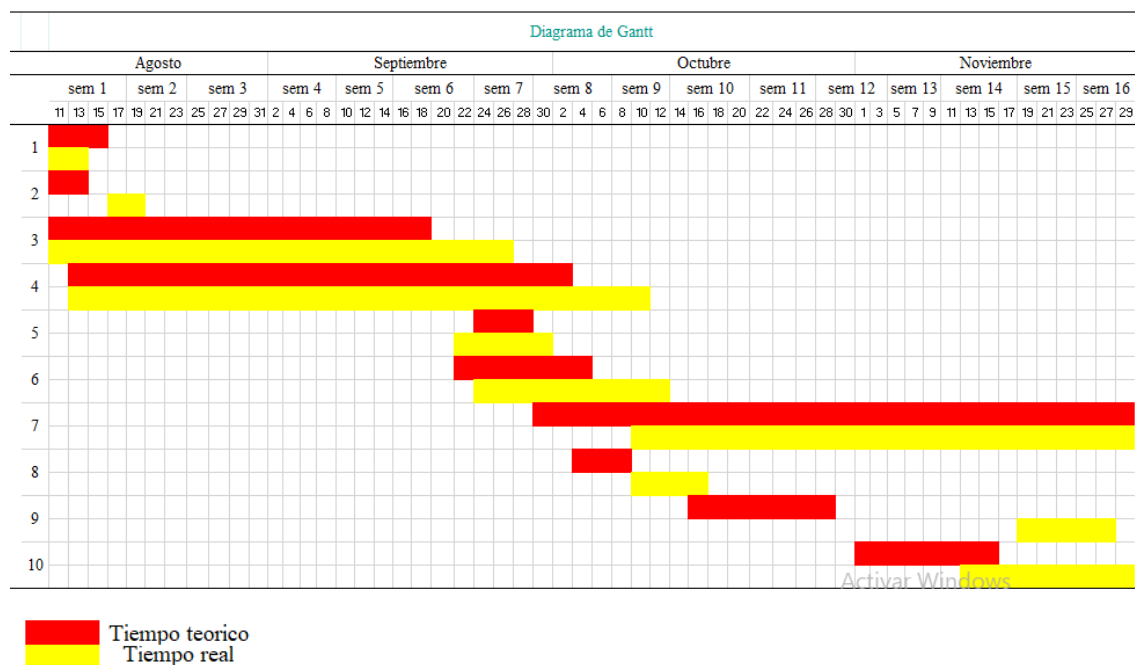 Diagrama de Gantt
Agosto Septiembre Octubre Noviembre
sem 1 sem 2 sem 3 sem 4 sem 5 sem 6 sem 7 sem 8 sem 9 sem 10 sem 11 sem 12 sem 13 sem 14 sem 15 sem 16
11 13 15 17 19 21 23 25 27 29 31 2 4 6 8 10 12 14 16 18 20 22 24 26 28 30 2 4 6 8 10 12 14 16 18 20 22 24 26 28 30 1 3 5 7 9 11 13 15 17 19 21 23 25 27 29
1
2
3
4
5
6
7
8
9
10
Activar Windows
Tiempo teorico
Tiempo real